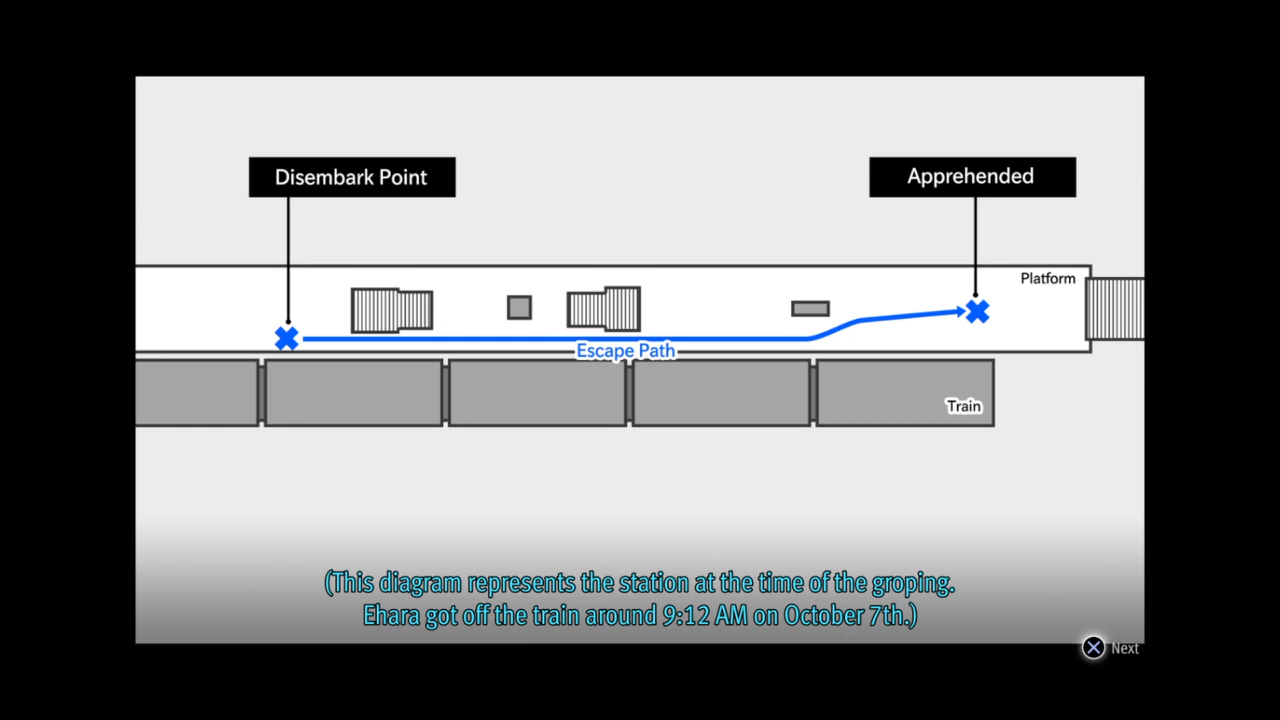 Disembark Point
Apprehended
Platform
Escape Path
Train
(This diagram represents the station at the time of the groping.
Ehara got off the train around 9:12 AM on October 7th.)
Next